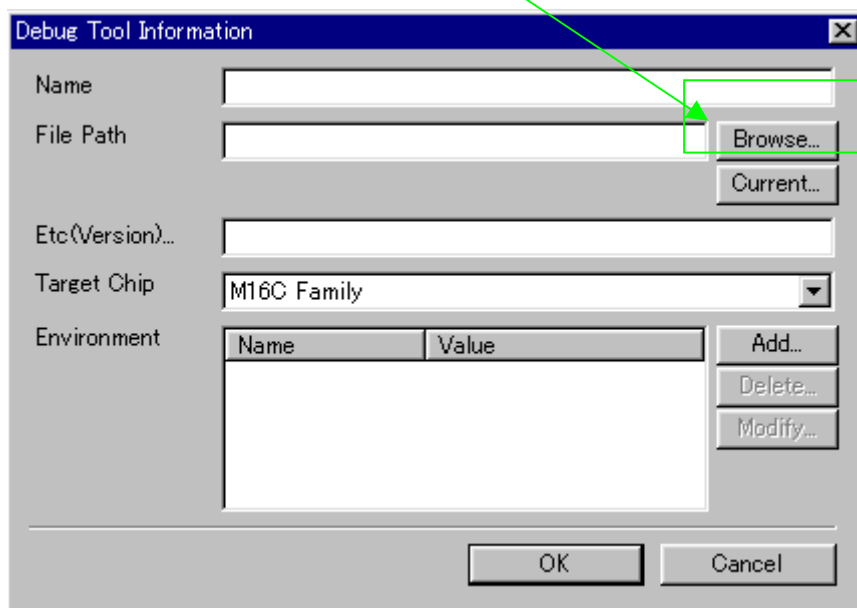 Debug Tool Information
Name
File Path
Browse...
Current...
Etc(Version)...
Target Chip
M16C Family
Environment
Name Value
Add...
Delete...
Modify...
OK Cancel